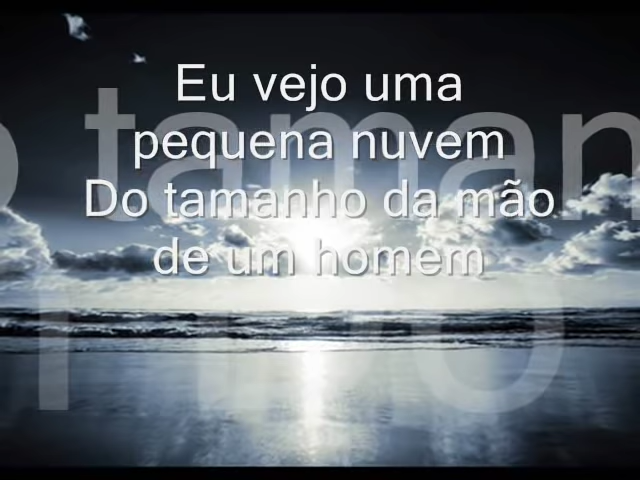 Eu vejo uma
pequena nuvem
Do tamanho da mão
de um homem